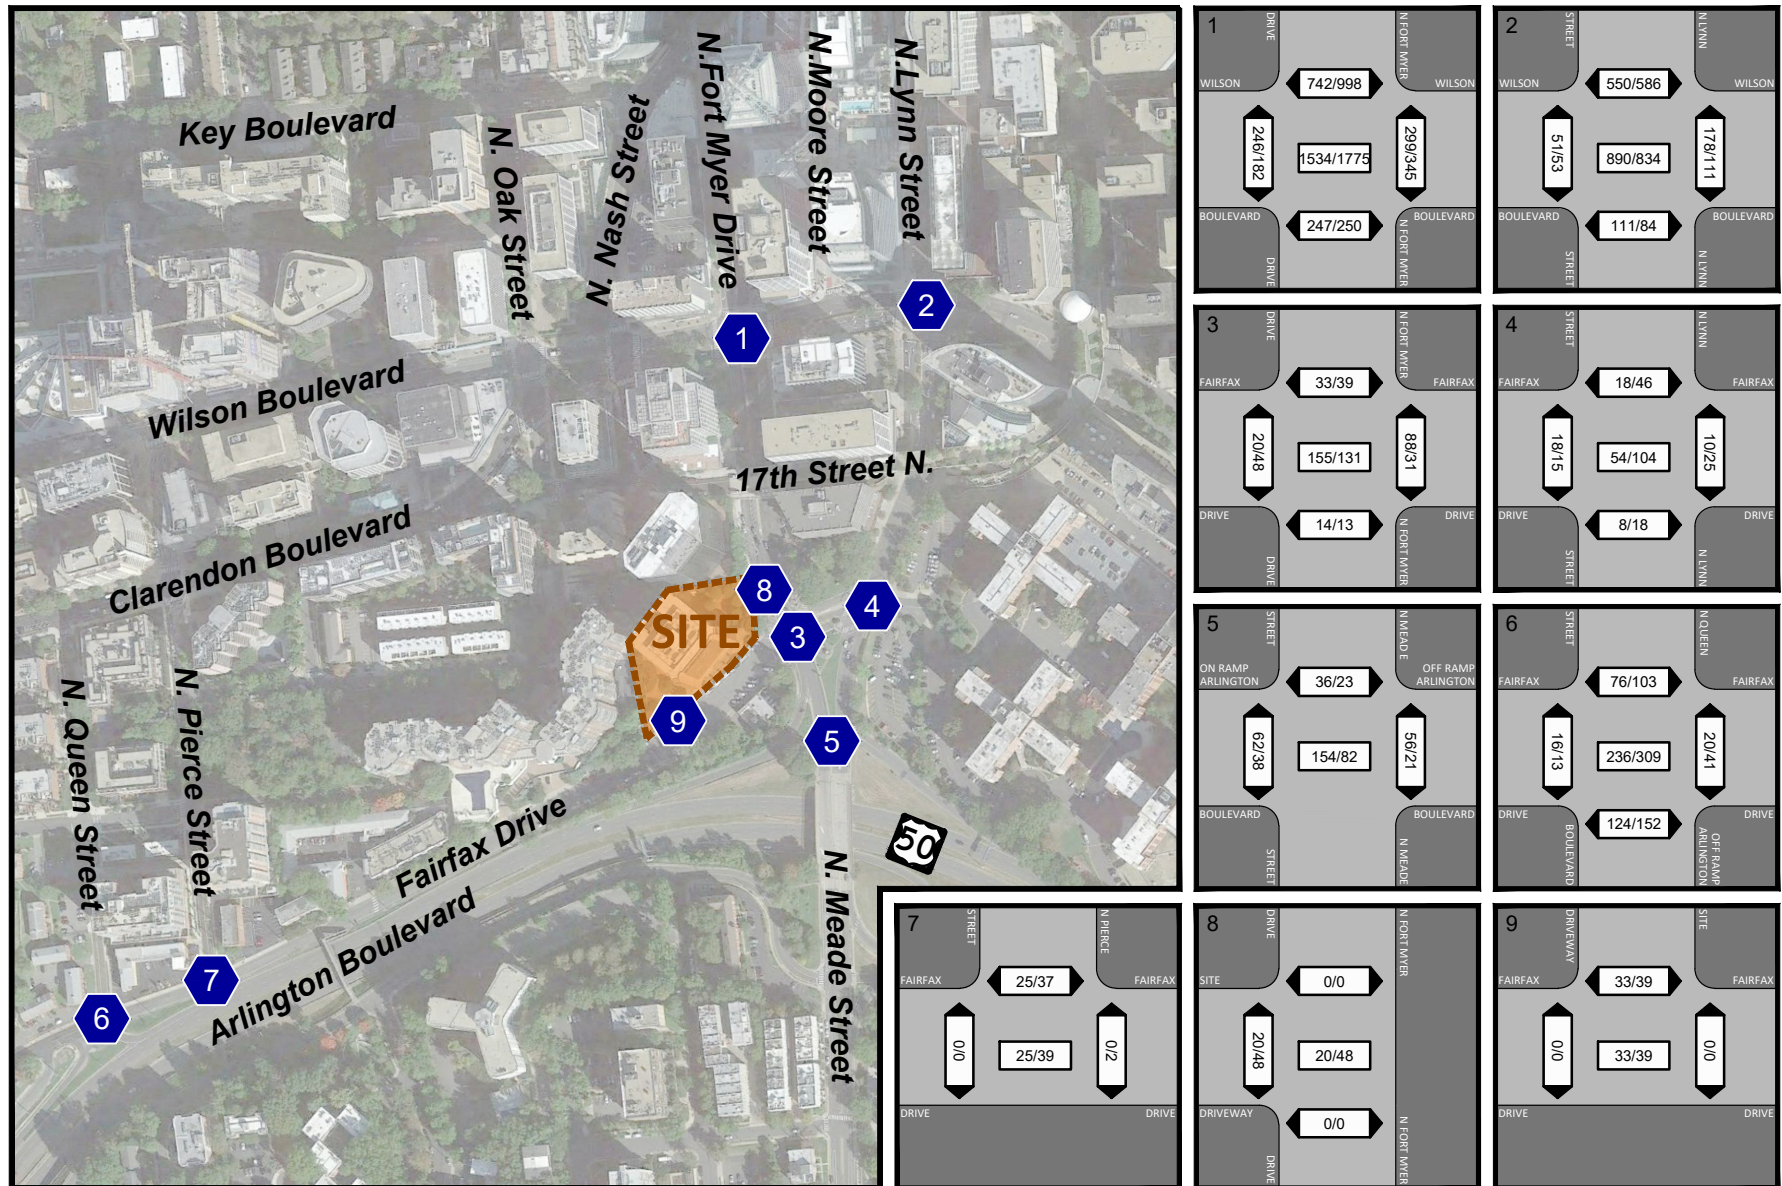 Key Boulevard
N. Oak Street
N. Nash Street
N.Fort Myer Drive
N.Moore Street
N.Lynn Street
Wilson Boulevard
17th Street N.
Clarendon Boulevard
N. Queen Street
N. Pierce Street
Fairfax Drive
Arlington Boulevard
N. Meade Street
SITE
50
1
2
3
4
5
6
7
8
9
1
DRIVE
N FORT MYER
WILSON
WILSON
742/998
246/182
1534/1775
299/345
BOULEVARD
BOULEVARD
247/250
DRIVE
N FORT MYER
2
STREET
N LYNN
WILSON
WILSON
550/586
51/53
890/834
178/111
BOULEVARD
BOULEVARD
111/84
STREET
N LYNN
3
DRIVE
N FORT MYER
FAIRFAX
FAIRFAX
33/39
20/48
155/131
88/31
DRIVE
DRIVE
14/13
DRIVE
N FORT MYER
4
STREET
N LYNN
FAIRFAX
FAIRFAX
18/46
18/15
54/104
10/25
DRIVE
DRIVE
8/18
STREET
N LYNN
5
STREET
N MEADE
ON RAMP
ARLINGTON
OFF RAMP
ARLINGTON
36/23
62/38
154/82
56/21
BOULEVARD
BOULEVARD
STREET
N MEADE
6
STREET
N QUEEN
FAIRFAX
FAIRFAX
76/103
16/13
236/309
20/41
DRIVE
DRIVE
124/152
BOULEVARD
OFF RAMP
ARLINGTON
7
STREET
N PIERCE
FAIRFAX
FAIRFAX
25/37
0/0
25/39
0/2
DRIVE
DRIVE
8
DRIVE
N FORT MYER
SITE
0/0
20/48
20/48
DRIVEWAY
0/0
DRIVE
N FORT MYER
9
DRIVEWAY
SITE
FAIRFAX
FAIRFAX
33/39
0/0
33/39
0/0
DRIVE
DRIVE